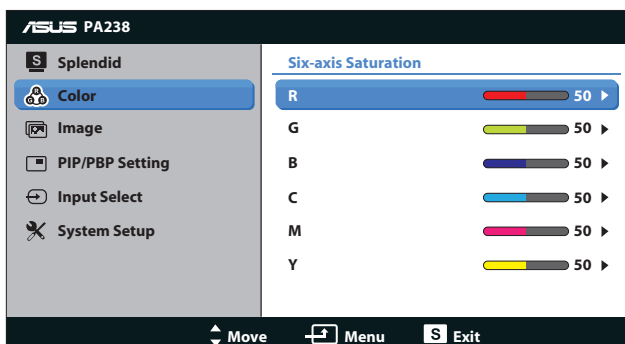 ASUS PA238
S Splendid
Color
Image
PIP/PBP Setting
Input Select
System Setup
Six-axis Saturation
R 50
G 50
B 50
C 50
M 50
Y 50
Move Menu S Exit